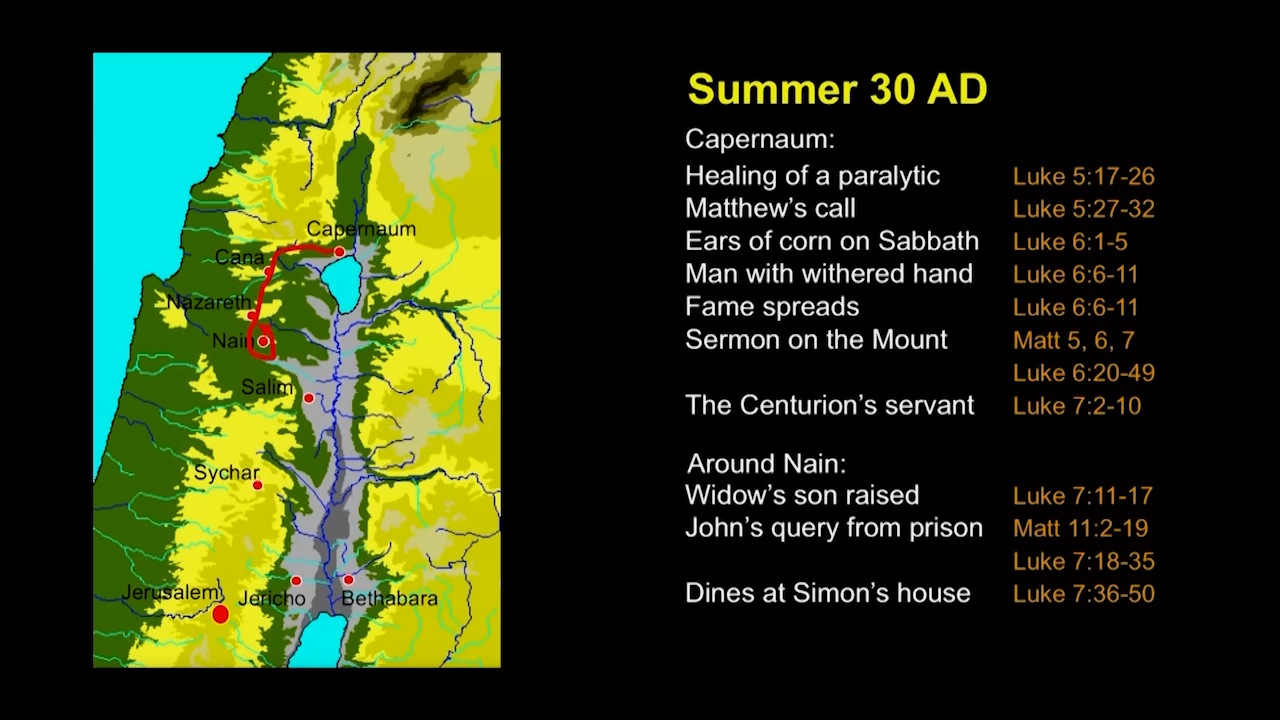 Summer 30 AD
Capernaum:
Healing of a paralytic Luke 5:17-26
Matthew's call Luke 5:27-32
Ears of corn on Sabbath Luke 6:1-5
Man with withered hand Luke 6:6-11
Fame spreads Luke 6:6-11
Sermon on the Mount Matt 5, 6, 7
Luke 6:20-49
The Centurion's servant Luke 7:2-10
Around Nain:
Widow's son raised Luke 7:11-17
John's query from prison Matt 11:2-19
Luke 7:18-35
Dines at Simon's house Luke 7:36-50
Capernaum
Cana
Nazareth
Nain
Salim
Sychar
Jerusalem
Jericho
Bethabara